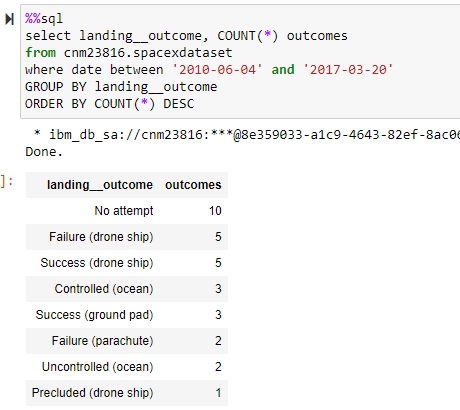 %%sql
select landing__outcome, COUNT(*) outcomes
from cnm23816.spacexdataset
where date between '2010-06-04' and '2017-03-20'
GROUP BY landing__outcome
ORDER BY COUNT(*) DESC
* ibm_db_sa://cnm23816:***@8e359033-a1c9-4643-82ef-8ac06
Done.
]:
landing__outcome outcomes
No attempt 10
Failure (drone ship) 5
Success (drone ship) 5
Controlled (ocean) 3
Success (ground pad) 3
Failure (parachute) 2
Uncontrolled (ocean) 2
Precluded (drone ship) 1